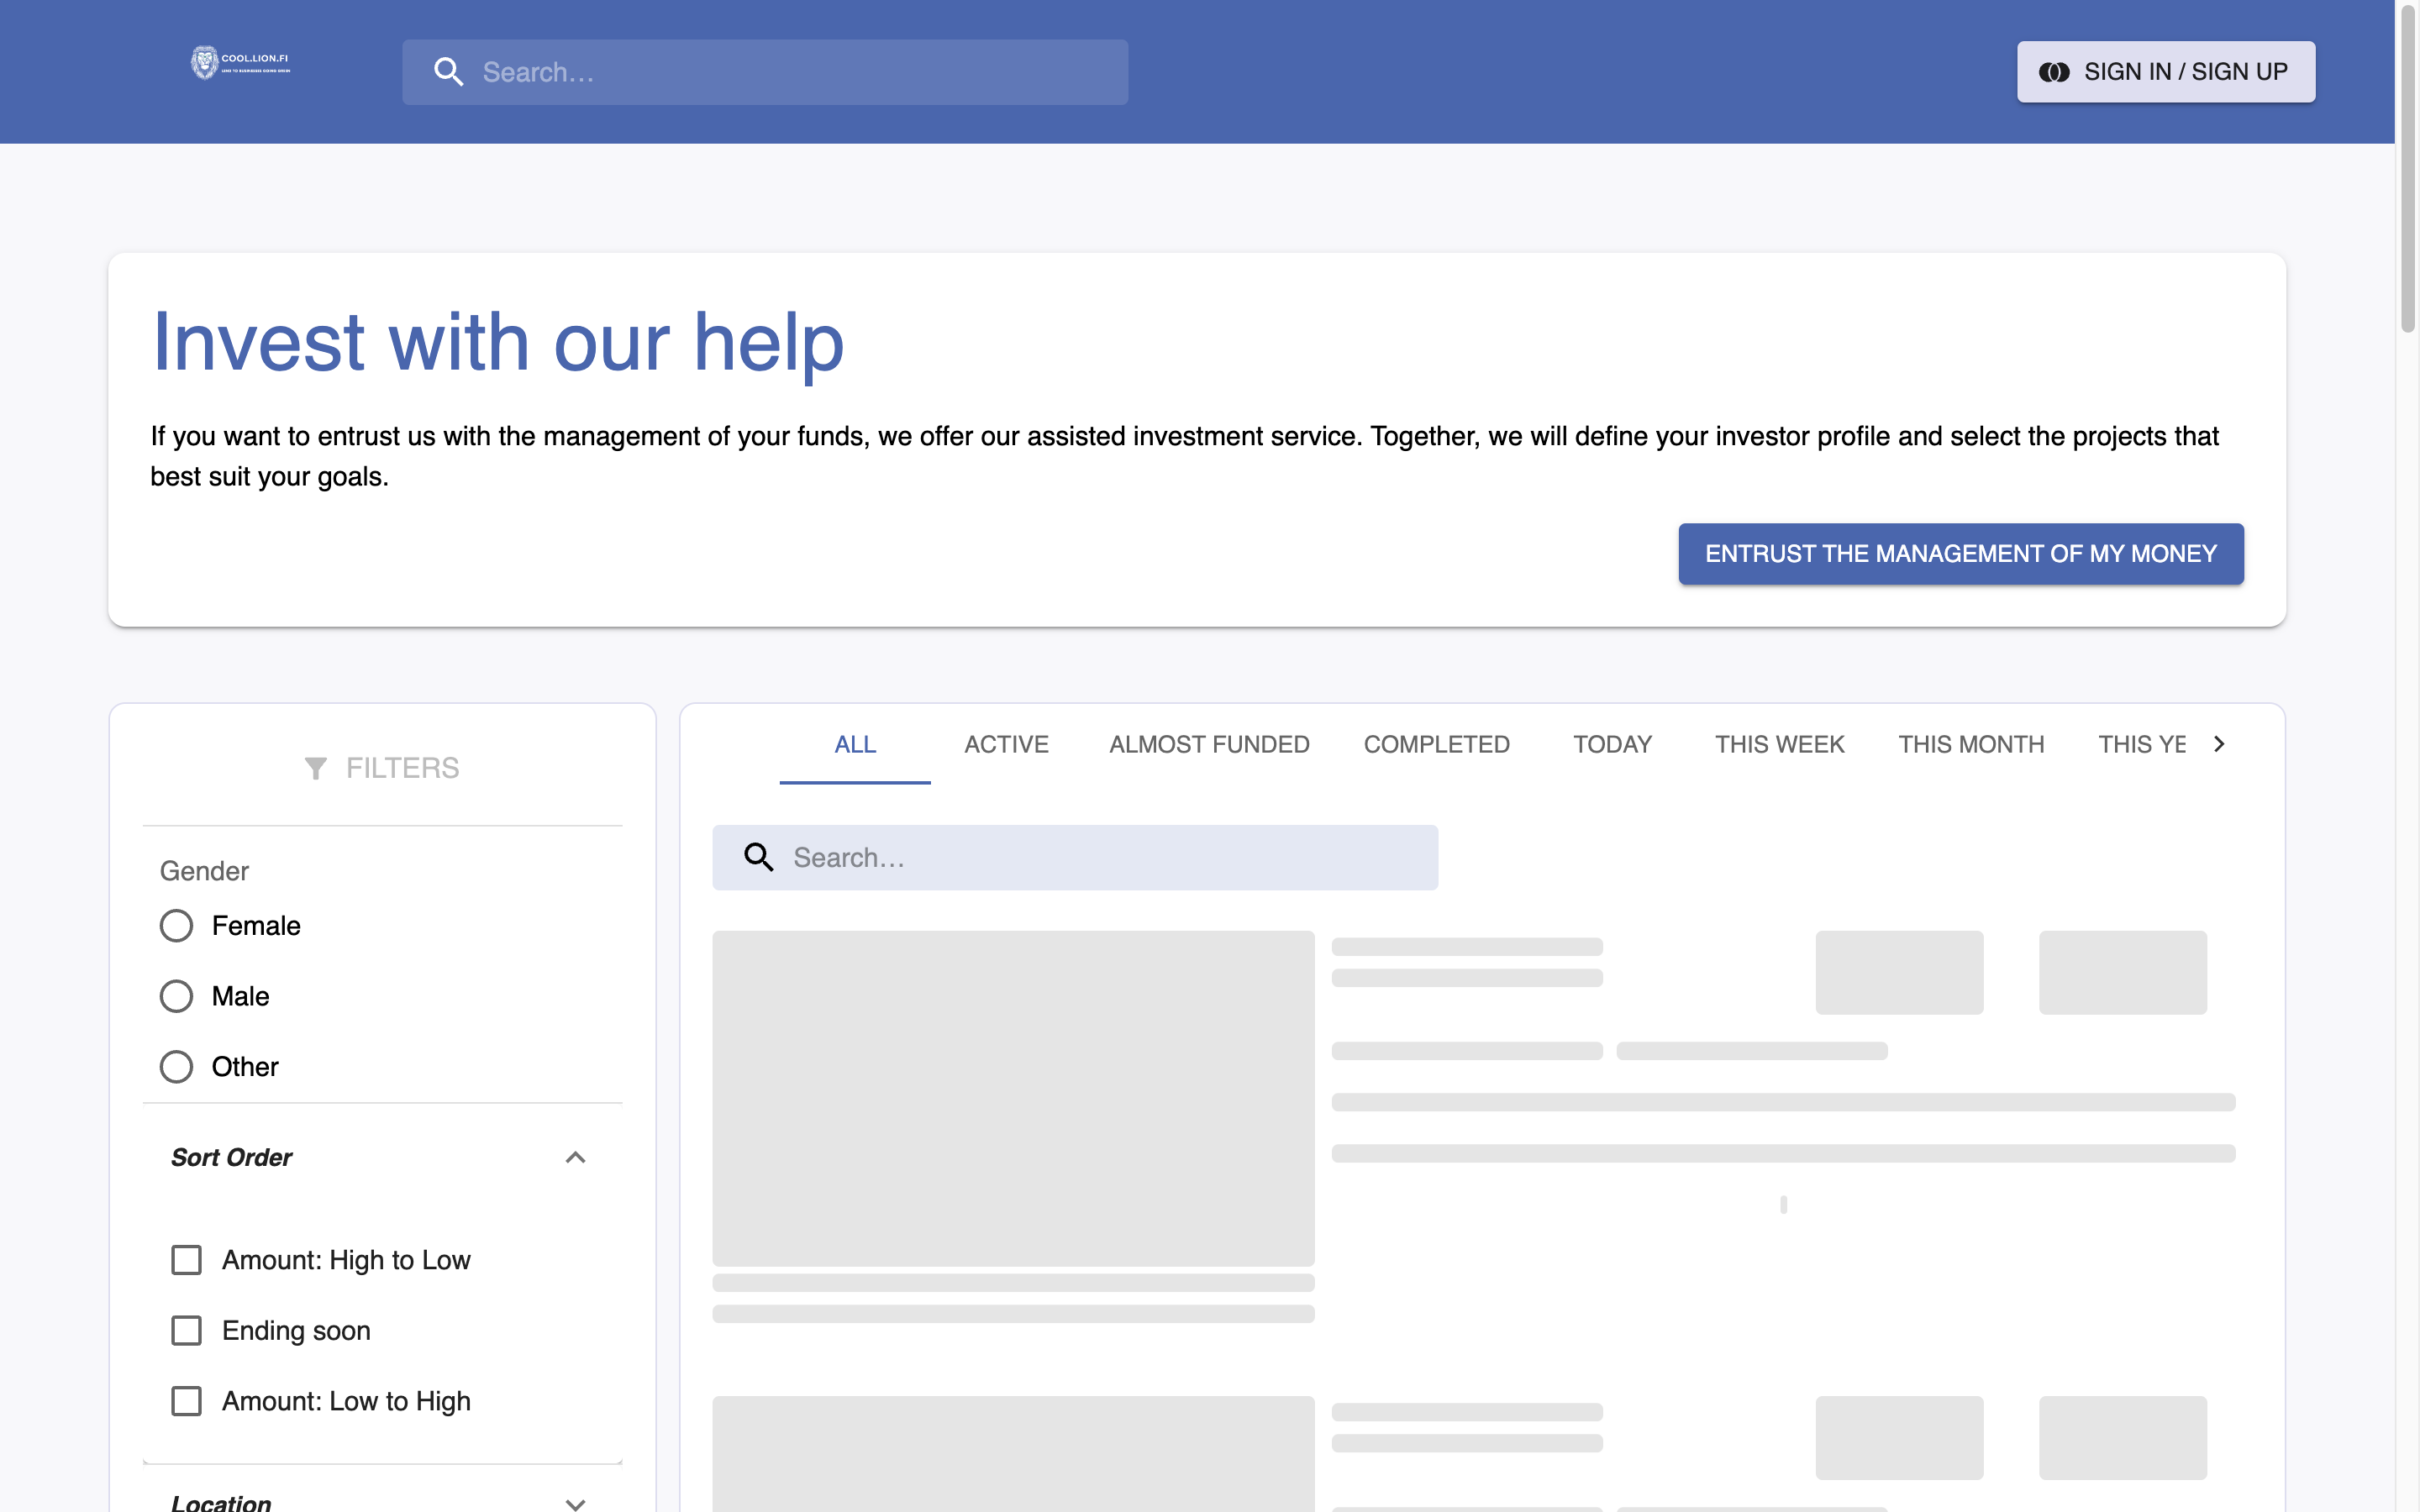 COOL.LION.FI
Search...
SIGN IN / SIGN UP
Invest with our help
If you want to entrust us with the management of your funds, we offer our assisted investment service. Together, we will define your investor profile and select the projects that
best suit your goals.
ENTRUST THE MANAGEMENT OF MY MONEY
FILTERS
Gender
Female
Male
Other
Sort Order
Amount: High to Low
Ending soon
Amount: Low to High
Location
ALL ACTIVE ALMOST FUNDED COMPLETED TODAY THIS WEEK THIS MONTH THIS YE
Search...